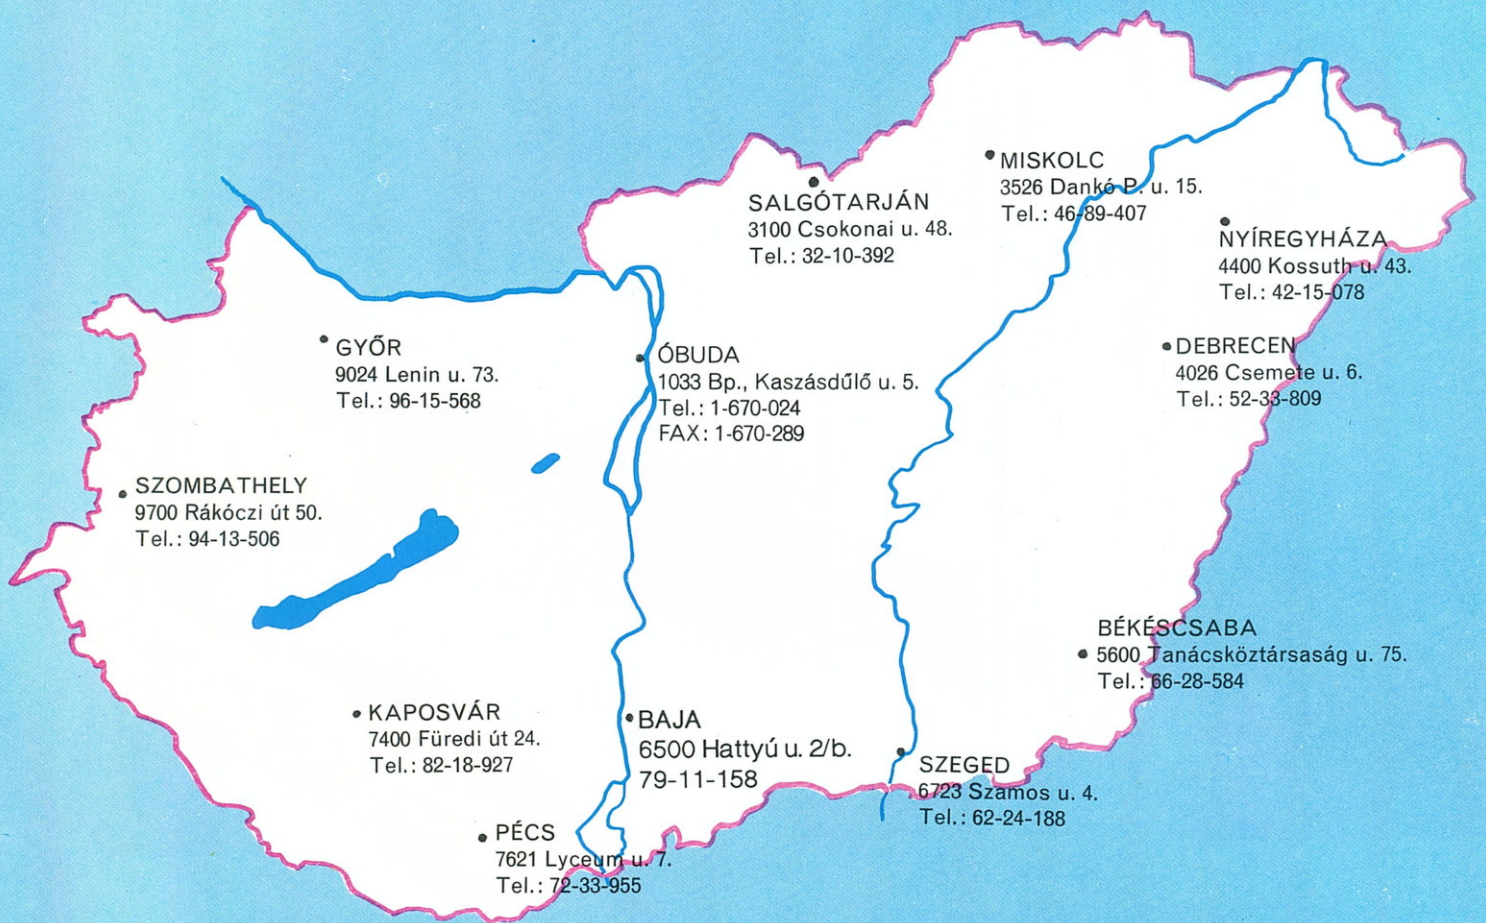 MISKOLC
3526 Dankó P. u. 15.
Tel.: 46-89-407
SALGÓTARJÁN
3100 Csokonai u. 48.
Tel.: 32-10-392
NYÍREGYHÁZA
4400 Kossuth u. 43.
Tel.: 42-15-078
GYŐR
9024 Lenin u. 73.
Tel.: 96-15-568
ÓBUDA
1033 Bp., Kaszásdűlő u. 5.
Tel.: 1-670-024
FAX: 1-670-289
DEBRECEN
4026 Csemete u. 6.
Tel.: 52-33-809
SZOMBATHELY
9700 Rákóczi út 50.
Tel.: 94-13-506
BÉKÉSCSABA
5600 Tanácsköztársaság u. 75.
Tel.: 66-28-584
KAPOSVÁR
7400 Füredi út 24.
Tel.: 82-18-927
BAJA
6500 Hattyú u. 2/b.
79-11-158
SZEGED
6723 Szamos u. 4.
Tel.: 62-24-188
PÉCS
7621 Lyceum u. 7.
Tel.: 72-33-955